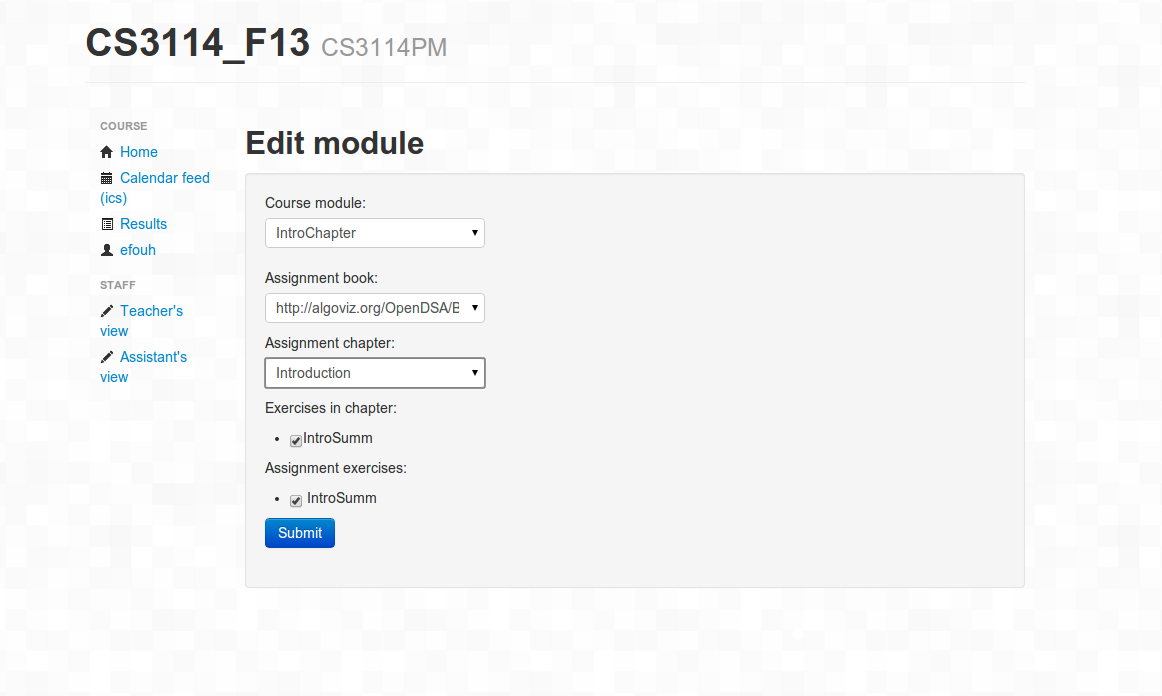 CS3114_F13 CS3114PM
COURSE
Home
Calendar feed
(ics)
Results
efouh
STAFF
Teacher's
view
Assistant's
view
Edit module
Course module:
IntroChapter
Assignment book:
http://algoviz.org/OpenDSA/B
Assignment chapter:
Introduction
Exercises in chapter:
IntroSumm
Assignment exercises:
IntroSumm
Submit